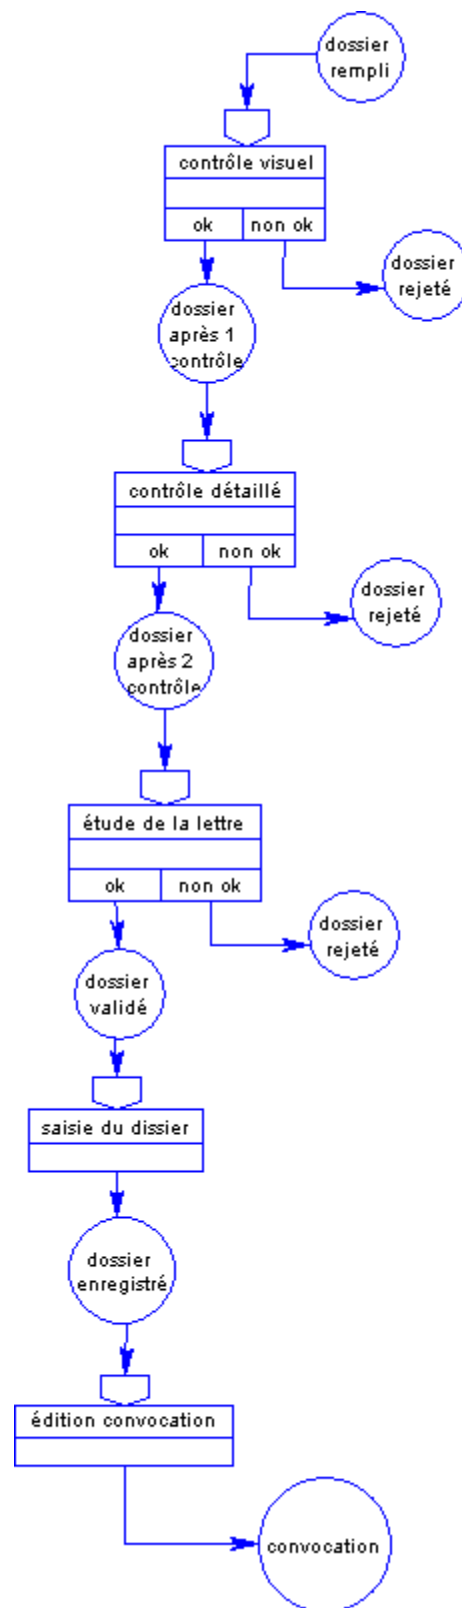 dossier
rempli
contrôle visuel
ok non ok
dossier
rejeté
dossier
après 1
contrôle
contrôle détaillé
ok non ok
dossier
rejeté
dossier
après 2
contrôle
étude de la lettre
ok non ok
dossier
rejeté
dossier
validé
saisie du dissier
dossier
enregistré
édition convocation
convocation